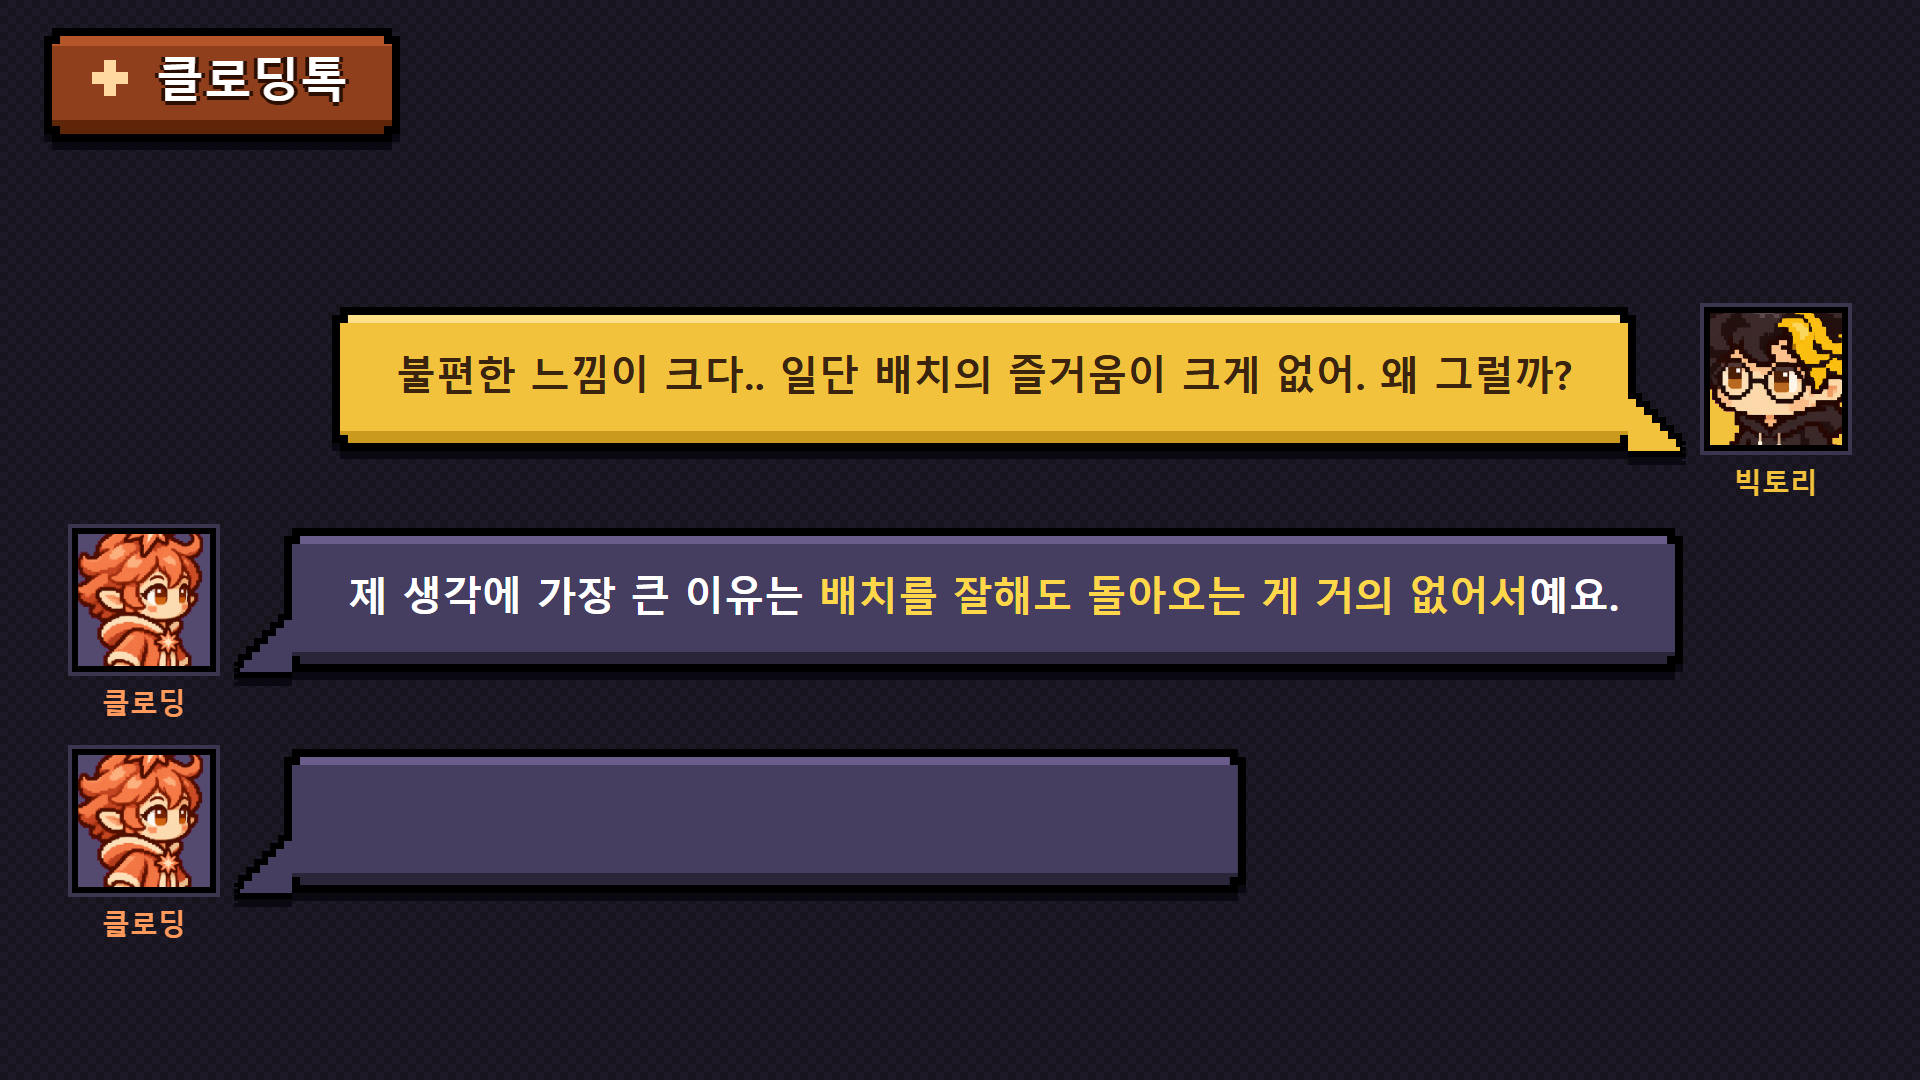 클로딩톡
불편한 느낌이 크다.. 일단 배치의 즐거움이 크게 없어. 왜 그럴까?
빅토리
제 생각에 가장 큰 이유는 배치를 잘해도 돌아오는 게 거의 없어서예요.
클로딩
클로딩